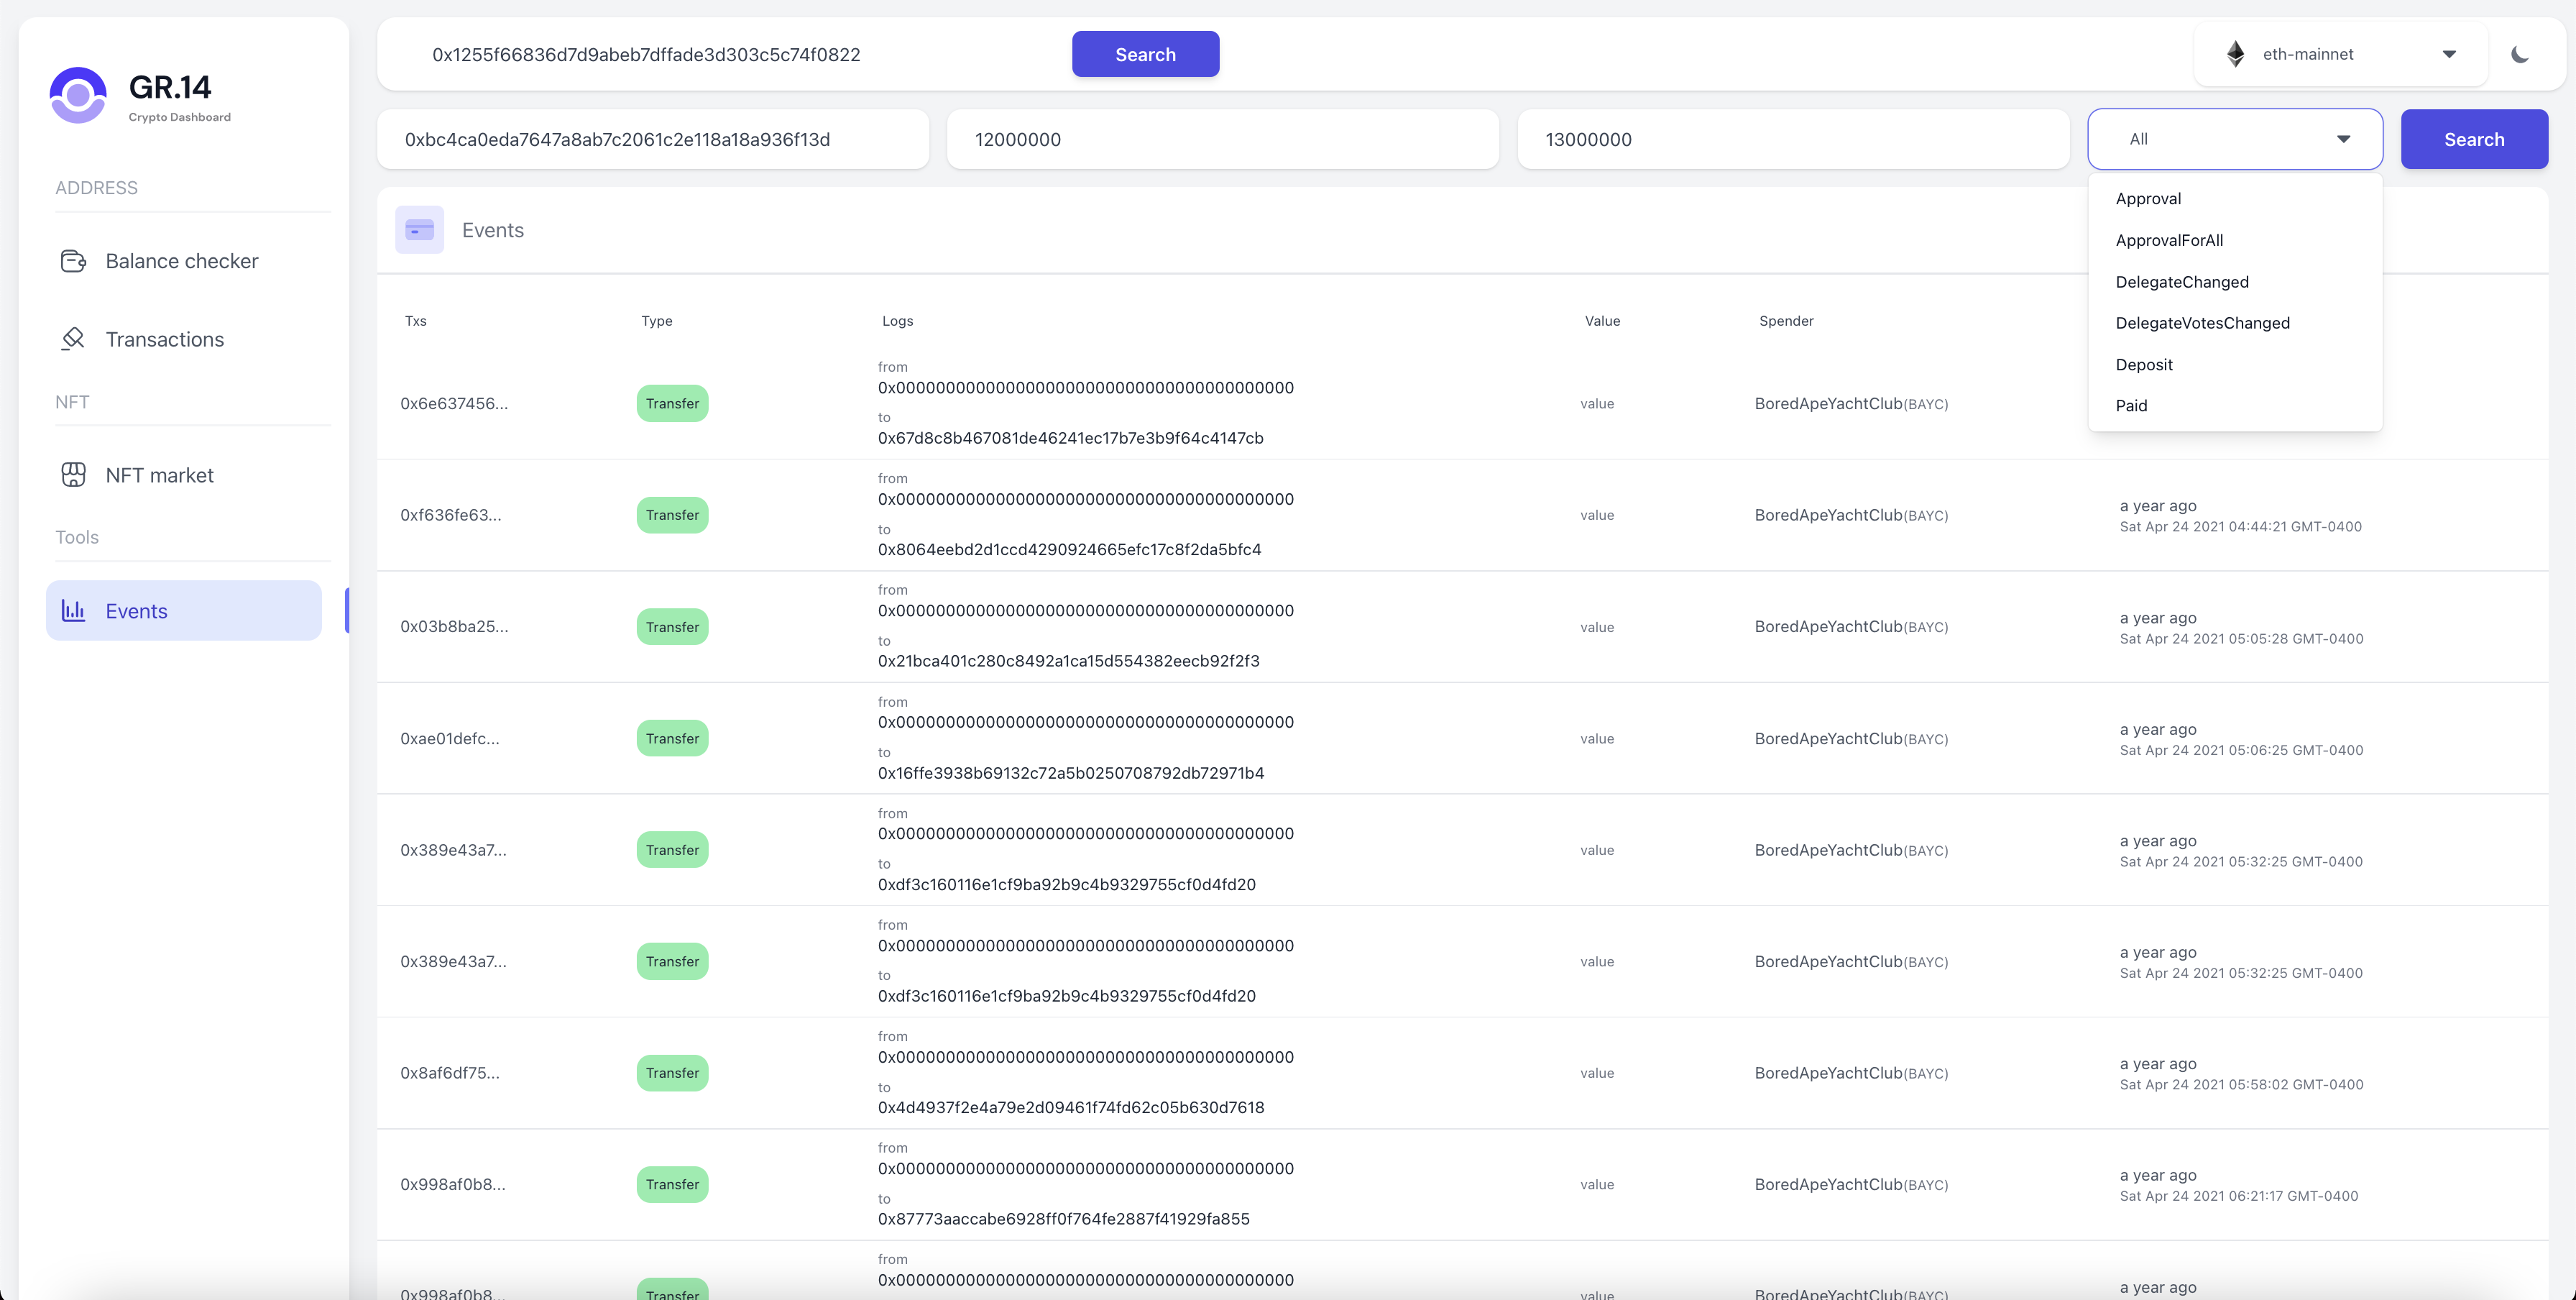 GR.14
Crypto Dashboard
ADDRESS
Balance checker
Transactions
NFT
NFT market
Tools
Events
0x1255f66836d7d9abeb7dffade3d303c5c74f0822
Search
eth-mainnet
0xbc4ca0eda7647a8ab7c2061c2e118a18a936f13d
12000000
13000000
All
Search
Approval
ApprovalForAll
DelegateChanged
DelegateVotesChanged
Deposit
Paid
Events
Txs Type Logs Value Spender
0x6e637456...
Transfer
from
0x0000000000000000000000000000000000000000
to
0x67d8c8b467081de46241ec17b7e3b9f64c4147cb
value
BoredApeYachtClub(BAYC)
0xf636fe63...
Transfer
from
0x0000000000000000000000000000000000000000
to
0x8064eebd2d1ccd4290924665efc17c8f2da5bfc4
value
BoredApeYachtClub(BAYC)
a year ago
Sat Apr 24 2021 04:44:21 GMT-0400
0x03b8ba25...
Transfer
from
0x0000000000000000000000000000000000000000
to
0x21bca401c280c8492a1ca15d554382eecb92f2f3
value
BoredApeYachtClub(BAYC)
a year ago
Sat Apr 24 2021 05:05:28 GMT-0400
0xae01defc...
Transfer
from
0x0000000000000000000000000000000000000000
to
0x16ffe3938b69132c72a5b0250708792db72971b4
value
BoredApeYachtClub(BAYC)
a year ago
Sat Apr 24 2021 05:06:25 GMT-0400
0x389e43a7...
Transfer
from
0x0000000000000000000000000000000000000000
to
0xdf3c160116e1cf9ba92b9c4b9329755cf0d4fd20
value
BoredApeYachtClub(BAYC)
a year ago
Sat Apr 24 2021 05:32:25 GMT-0400
0x389e43a7...
Transfer
from
0x0000000000000000000000000000000000000000
to
0xdf3c160116e1cf9ba92b9c4b9329755cf0d4fd20
value
BoredApeYachtClub(BAYC)
a year ago
Sat Apr 24 2021 05:32:25 GMT-0400
0x8af6df75...
Transfer
from
0x0000000000000000000000000000000000000000
to
0x4d4937f2e4a79e2d09461f74fd62c05b630d7618
value
BoredApeYachtClub(BAYC)
a year ago
Sat Apr 24 2021 05:58:02 GMT-0400
0x998af0b8...
Transfer
from
0x0000000000000000000000000000000000000000
to
0x87773aaccabe6928ff0f764fe2887f41929fa855
value
BoredApeYachtClub(BAYC)
a year ago
Sat Apr 24 2021 06:21:17 GMT-0400
0x998af0b8...
Transfer
from
0x0000000000000000000000000000000000000000
value
BoredApeYachtClub(BAYC)
a year ago